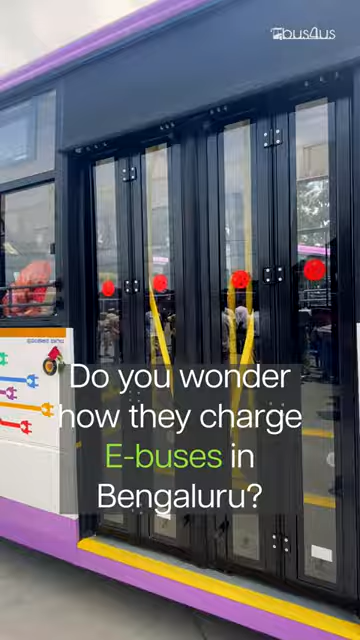 bus4us
Do you wonder
how they charge
E-buses in
Bengaluru?